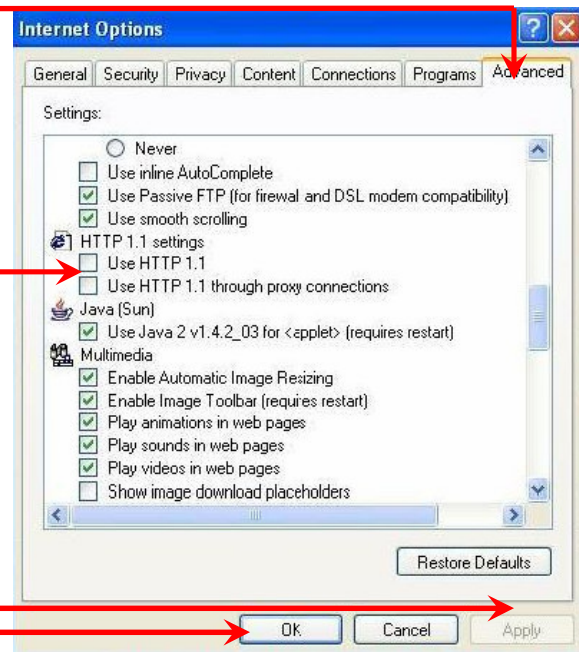 Internet Options
General Security Privacy Content Connections Programs Advanced
Settings:
Never
Use inline AutoComplete
Use Passive FTP (for firewall and DSL modem compatibility)
Use smooth scrolling
HTTP 1.1 settings
Use HTTP 1.1
Use HTTP 1.1 through proxy connections
Java (Sun)
Use Java 2 v1.4.2_03 for <applet> (requires restart)
Multimedia
Enable Automatic Image Resizing
Enable Image Toolbar (requires restart)
Play animations in web pages
Play sounds in web pages
Play videos in web pages
Show image download placeholders
Restore Defaults
OK Cancel Apply